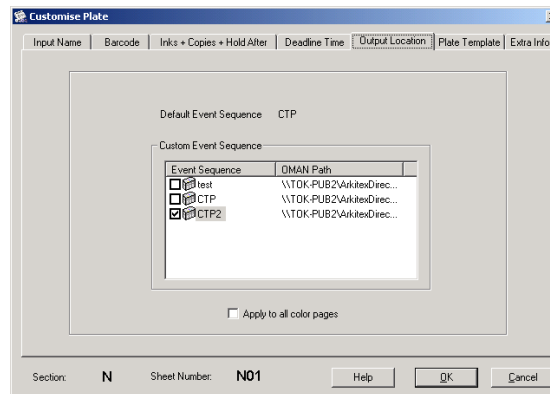 Customise Plate
Input Name Barcode Inks + Copies + Hold After Deadline Time Output Location Plate Template Extra Info
Default Event Sequence CTP
Custom Event Sequence
Event Sequence OMAN Path
test \\TOK-PUB2\ArkitexDirec...
CTP \\TOK-PUB2\ArkitexDirec...
CTP2 \\TOK-PUB2\ArkitexDirec...
Apply to all color pages
Section: N Sheet Number: N01 Help OK Cancel